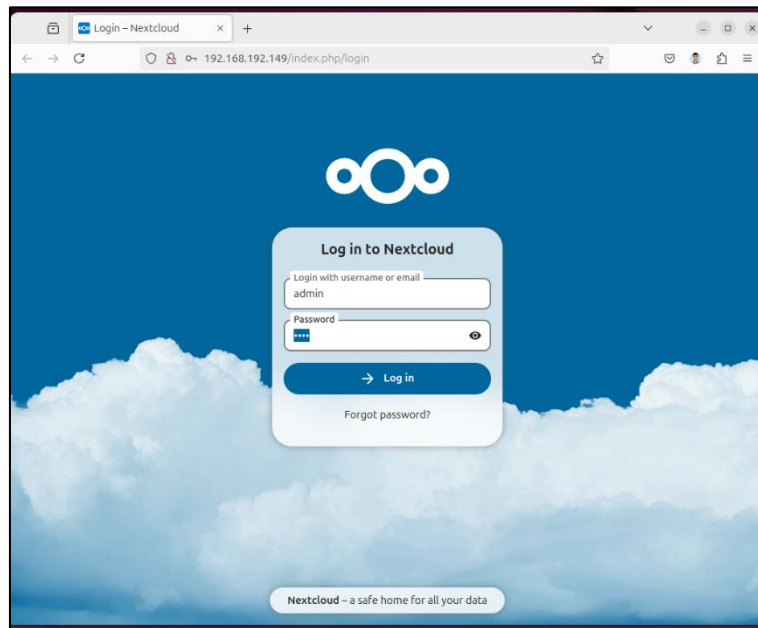 Login – Nextcloud
192.168.192.149/index.php/login
Log in to Nextcloud
Login with username or email
admin
Password
••••
Log in
Forgot password?
Nextcloud – a safe home for all your data